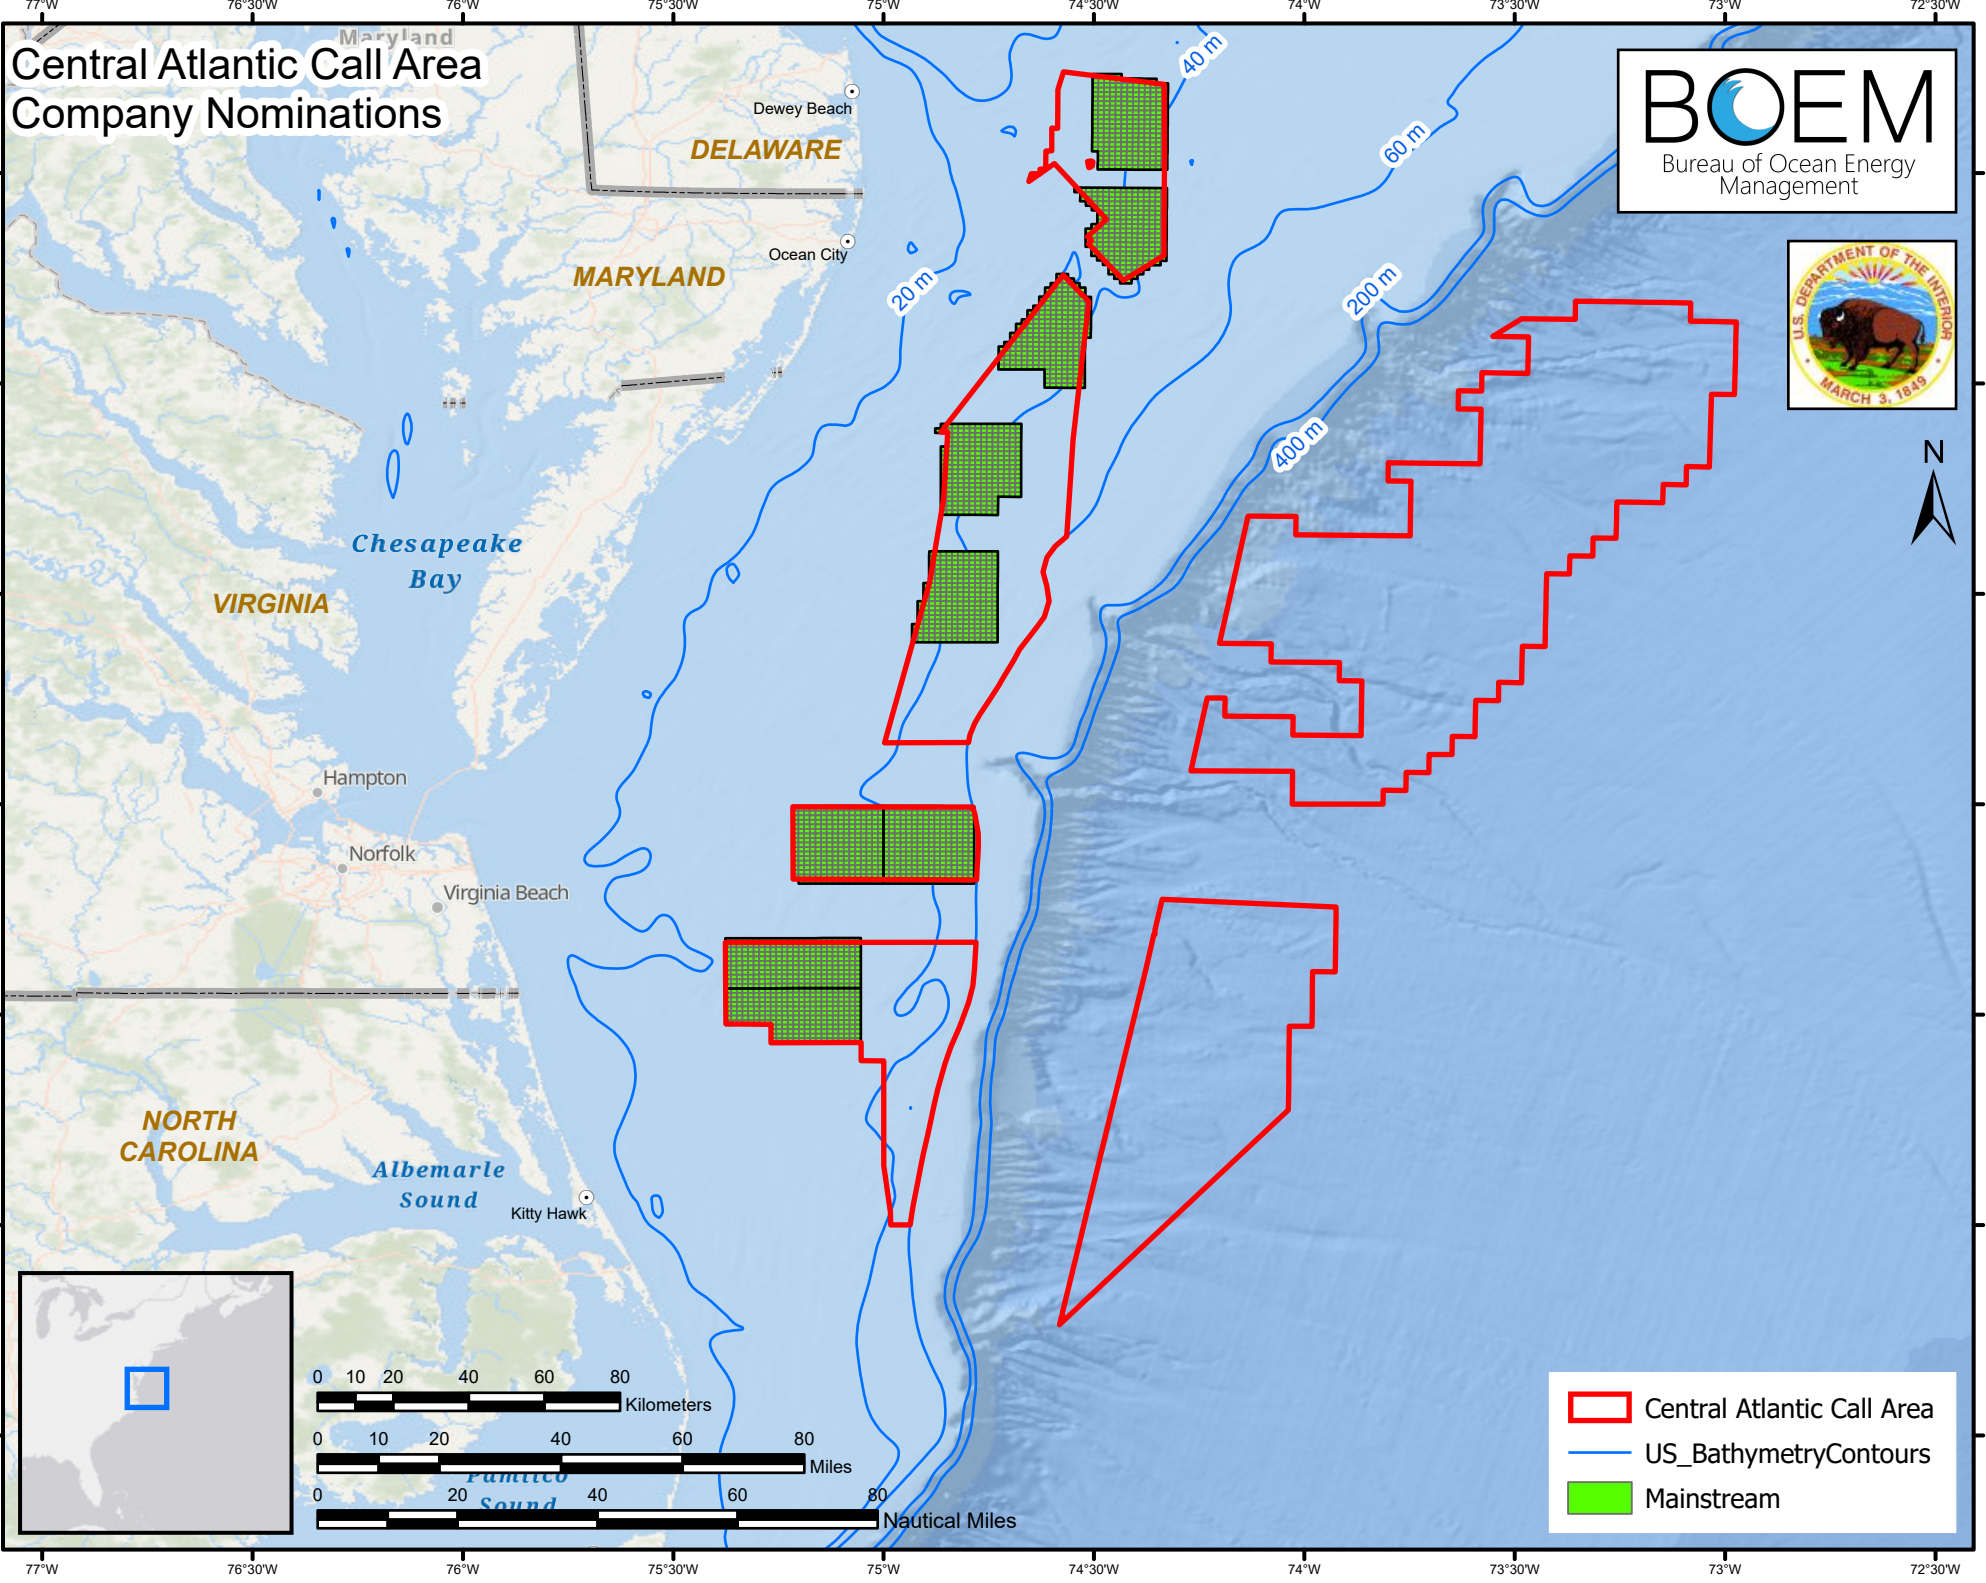 77°W 76°30'W 76°W 75°30'W 75°W 74°30'W 74°W 73°30'W 73°W 72°30'W
Central Atlantic Call Area
Company Nominations
Maryland
Dewey Beach
DELAWARE
Ocean City
MARYLAND
40 m
60 m
20 m
200 m
400 m
BOEM
Bureau of Ocean Energy
Management
U.S. DEPARTMENT OF THE INTERIOR
MARCH 3, 1849
N
Chesapeake
Bay
VIRGINIA
Hampton
Norfolk
Virginia Beach
NORTH
CAROLINA
Albemarle
Sound
Kitty Hawk
0 10 20 40 60 80
Kilometers
0 10 20 40 60 80
Miles
Pamlico
Sound
0 20 40 60 80
Nautical Miles
Central Atlantic Call Area
US_BathymetryContours
Mainstream
77°W 76°30'W 76°W 75°30'W 75°W 74°30'W 74°W 73°30'W 73°W 72°30'W